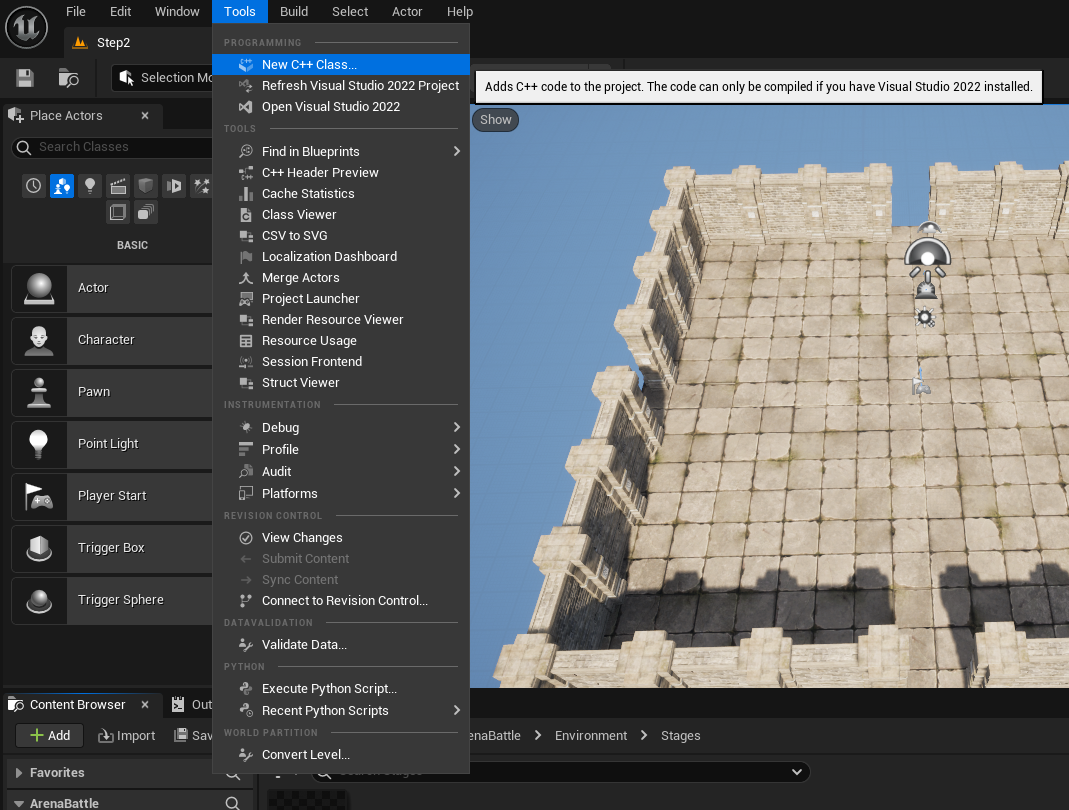 File Edit Window Tools Build Select Actor Help
Step2
Selection Mo
Show
Place Actors
Search Classes
BASIC
Actor
Character
Pawn
Point Light
Player Start
Trigger Box
Trigger Sphere
PROGRAMMING
New C++ Class...
Adds C++ code to the project. The code can only be compiled if you have Visual Studio 2022 installed.
Refresh Visual Studio 2022 Project
Open Visual Studio 2022
TOOLS
Find in Blueprints
C++ Header Preview
Cache Statistics
Class Viewer
CSV to SVG
Localization Dashboard
Merge Actors
Project Launcher
Render Resource Viewer
Resource Usage
Session Frontend
Struct Viewer
INSTRUMENTATION
Debug
Profile
Audit
Platforms
REVISION CONTROL
View Changes
Submit Content
Sync Content
Connect to Revision Control...
DATAVALIDATION
Validate Data...
PYTHON
Execute Python Script...
Recent Python Scripts
WORLD PARTITION
Convert Level...
Content Browser
Out
Add Import Sav
enaBattle Environment Stages
Favorites
Search Stages
ArenaBattle